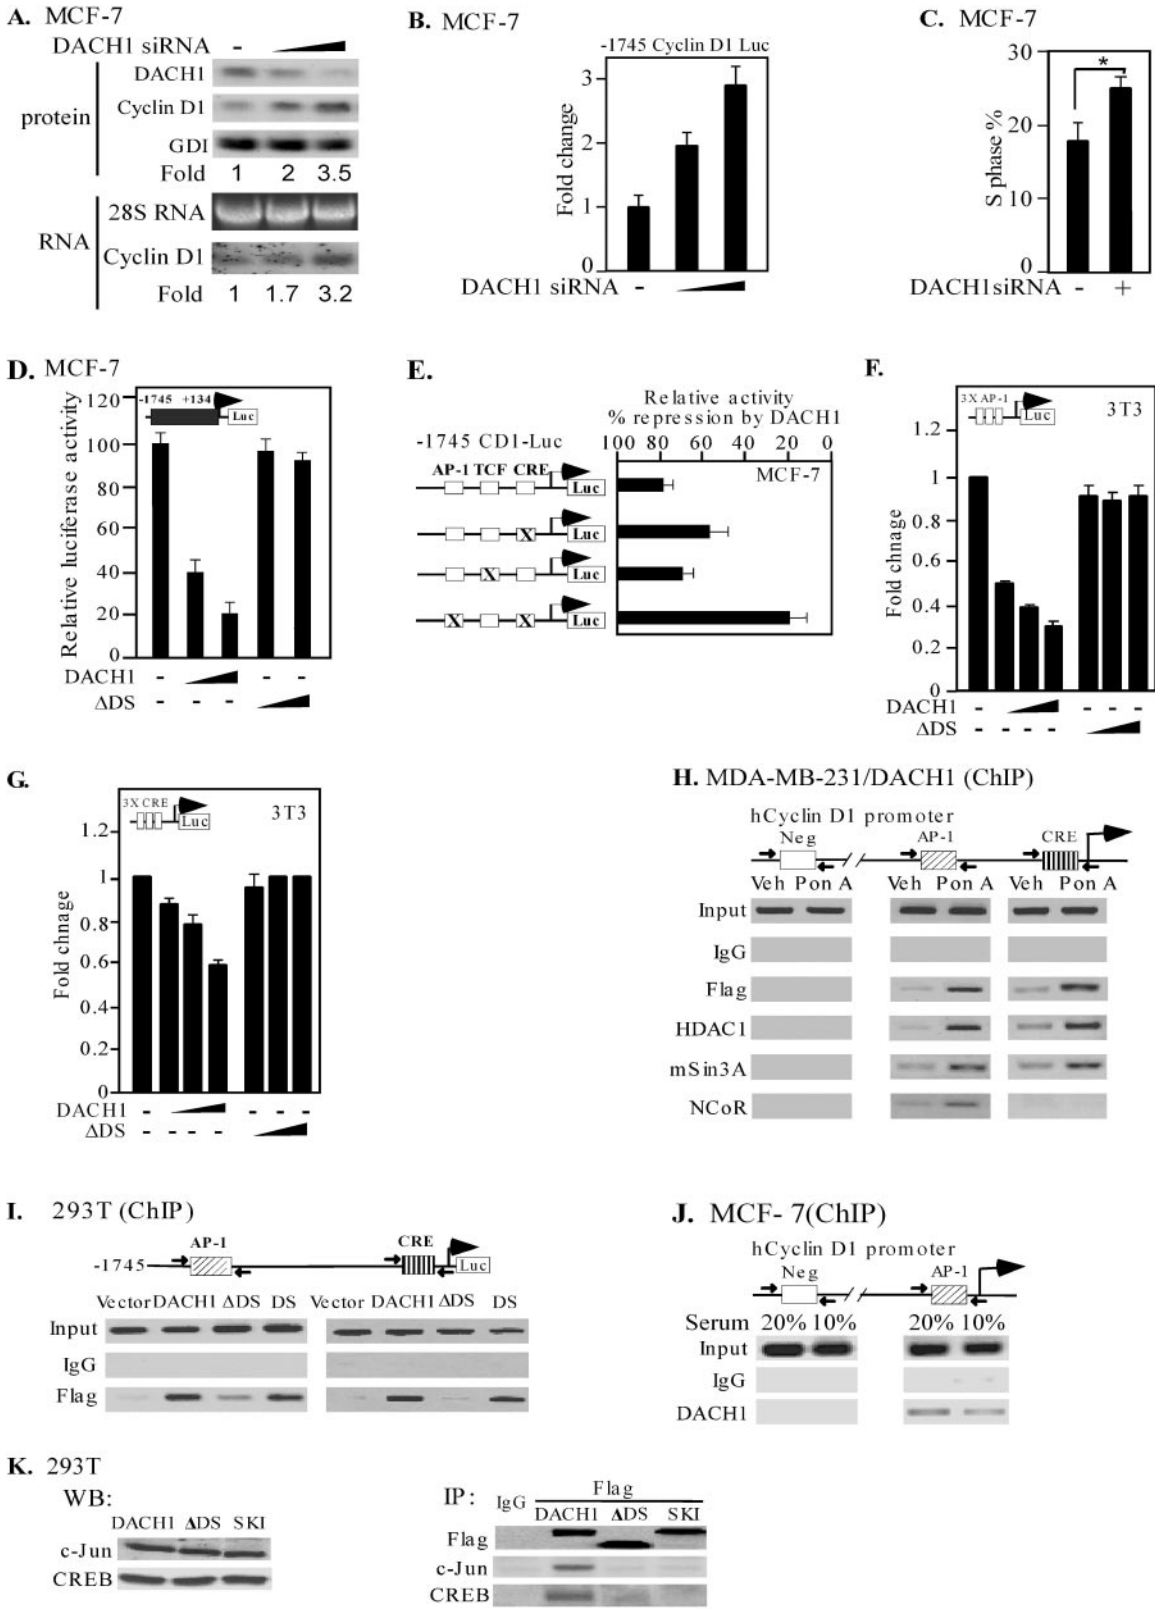 A. MCF-7
DACH1 siRNA -
protein
DACH1
Cyclin D1
GDI
Fold 1 2 3.5
RNA
28S RNA
Cyclin D1
Fold 1 1.7 3.2
B. MCF-7
-1745 Cyclin D1 Luc
Fold change
3
2
1
0
DACH1 siRNA -
C. MCF-7
S phase %
30
20
10
0
*
DACH1siRNA - +
D. MCF-7
Relative luciferase activity
120
100
80
60
40
20
0
-1745 +134
Luc
DACH1 - - -
ΔDS - - -
E.
Relative activity
% repression by DACH1
-1745 CD1-Luc
100 80 60 40 20 0
AP-1 TCF CRE
MCF-7
Luc
X Luc
X Luc
X X Luc
F.
3X AP-1
Luc
3T3
Fold chnage
1.2
1
0.8
0.6
0.4
0.2
0
DACH1 - - - -
ΔDS - - - -
G.
3X CRE
Luc
3T3
Fold chnage
1.2
1
0.8
0.6
0.4
0.2
0
DACH1 - - - -
ΔDS - - - -
H. MDA-MB-231/DACH1 (ChIP)
hCyclin D1 promoter
Neg AP-1 CRE
Veh Pon A Veh Pon A Veh Pon A
Input
IgG
Flag
HDAC1
mSin3A
NCoR
I. 293T (ChIP)
AP-1 CRE
-1745 Luc
Vector DACH1 ΔDS DS Vector DACH1 ΔDS DS
Input
IgG
Flag
J. MCF- 7(ChIP)
hCyclin D1 promoter
Neg AP-1
Serum 20% 10% 20% 10%
Input
IgG
DACH1
K. 293T
WB:
DACH1 ΔDS SKI
c-Jun
CREB
IP: IgG Flag
DACH1 ΔDS SKI
Flag
c-Jun
CREB